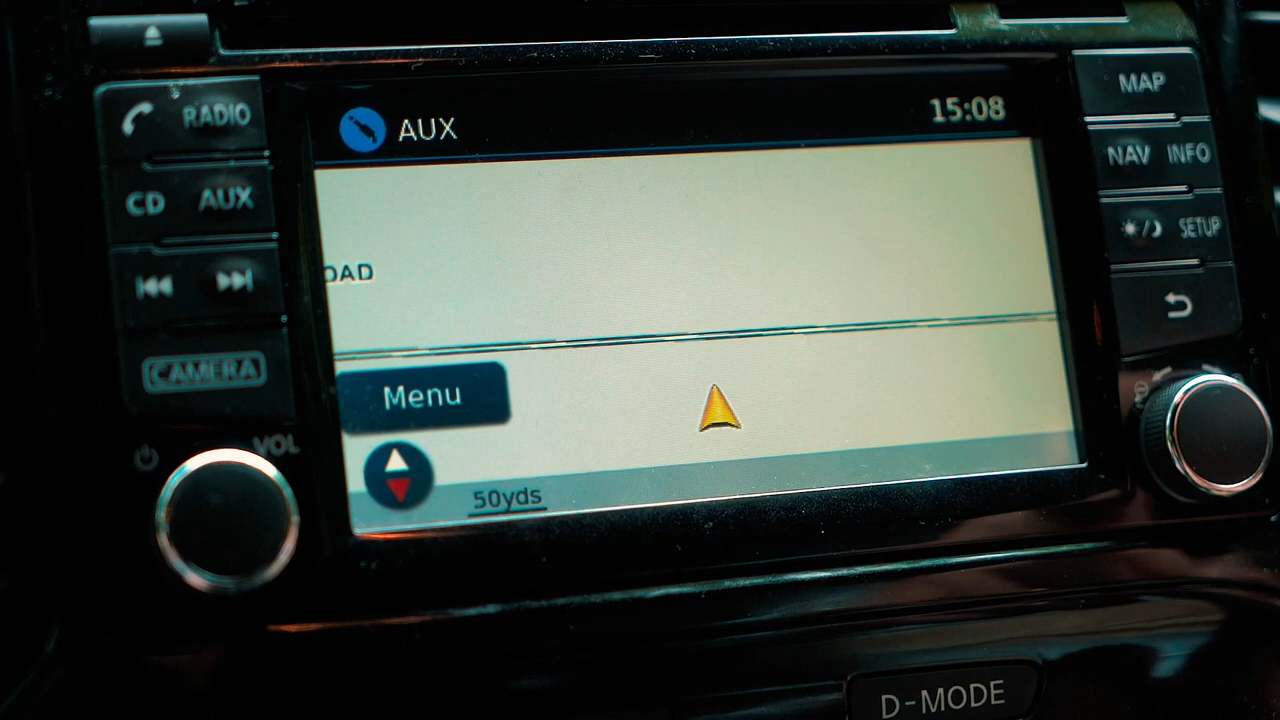 RADIO
CD AUX
CAMERA
VOL
AUX
15:08
OAD
Menu
50yds
MAP
NAV INFO
SETUP
D-MODE